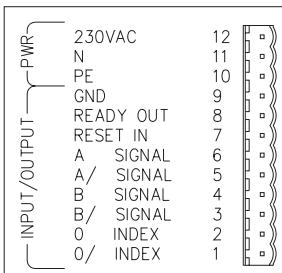 PWR
230VAC 12
N 11
PE 10
INPUT/OUTPUT
GND 9
READY OUT 8
RESET IN 7
A SIGNAL 6
A/ SIGNAL 5
B SIGNAL 4
B/ SIGNAL 3
0 INDEX 2
0/ INDEX 1